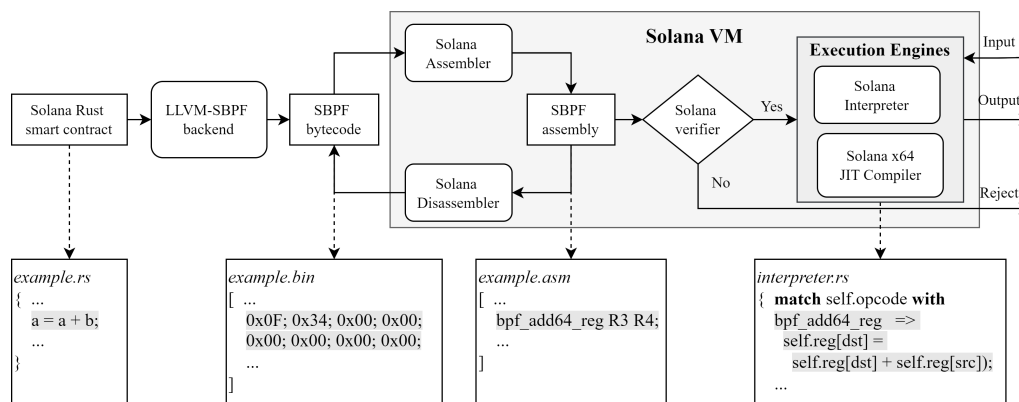 Solana VM
Execution Engines
Input
Solana
Assembler
Solana
Interpreter
Solana Rust
smart contract
LLVM-SBPF
backend
SBPF
bytecode
SBPF
assembly
Solana
verifier
Yes
Output
Solana x64
JIT Compiler
Solana
Disassembler
No
Reject
example.rs
{ ...
a = a + b;
...
}
example.bin
[ ...
0x0F; 0x34; 0x00; 0x00;
0x00; 0x00; 0x00; 0x00;
...
]
example.asm
[ ...
bpf_add64_reg R3 R4;
...
]
interpreter.rs
{ match self.opcode with
bpf_add64_reg =>
self.reg[dst] =
self.reg[dst] + self.reg[src]);
...